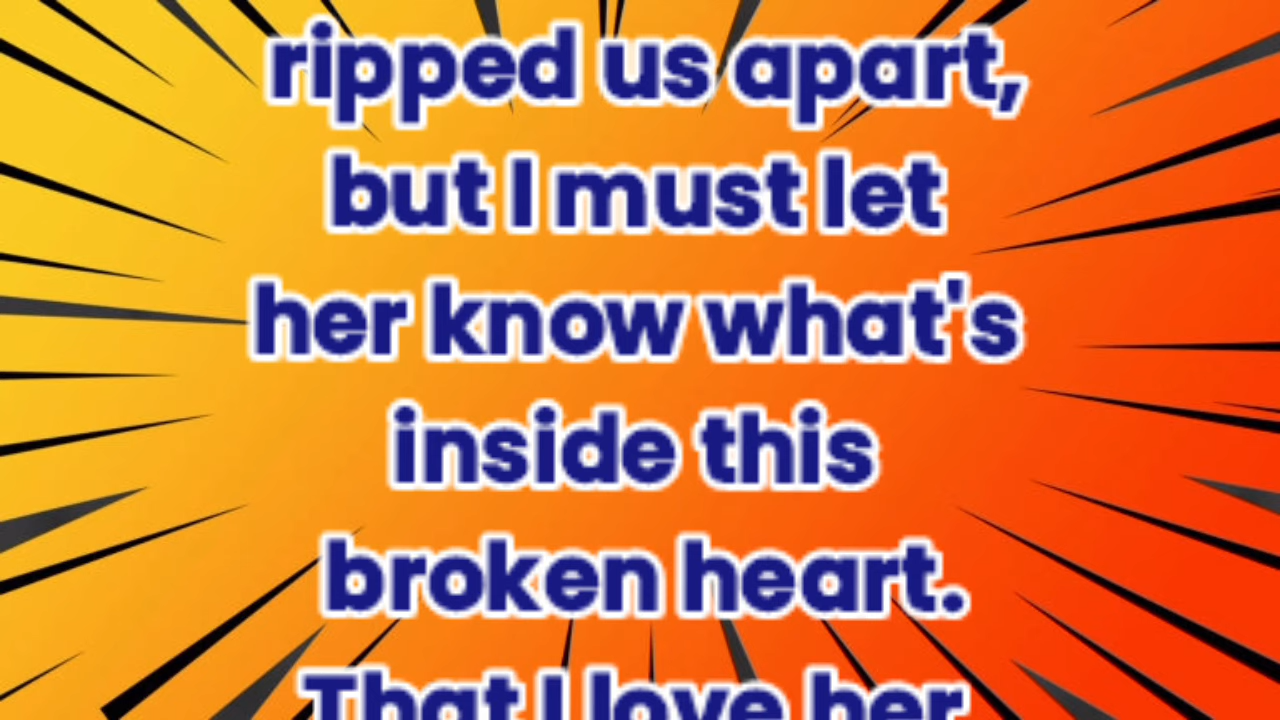 ripped us apart,
but I must let
her know what's
inside this
broken heart.
That I love her